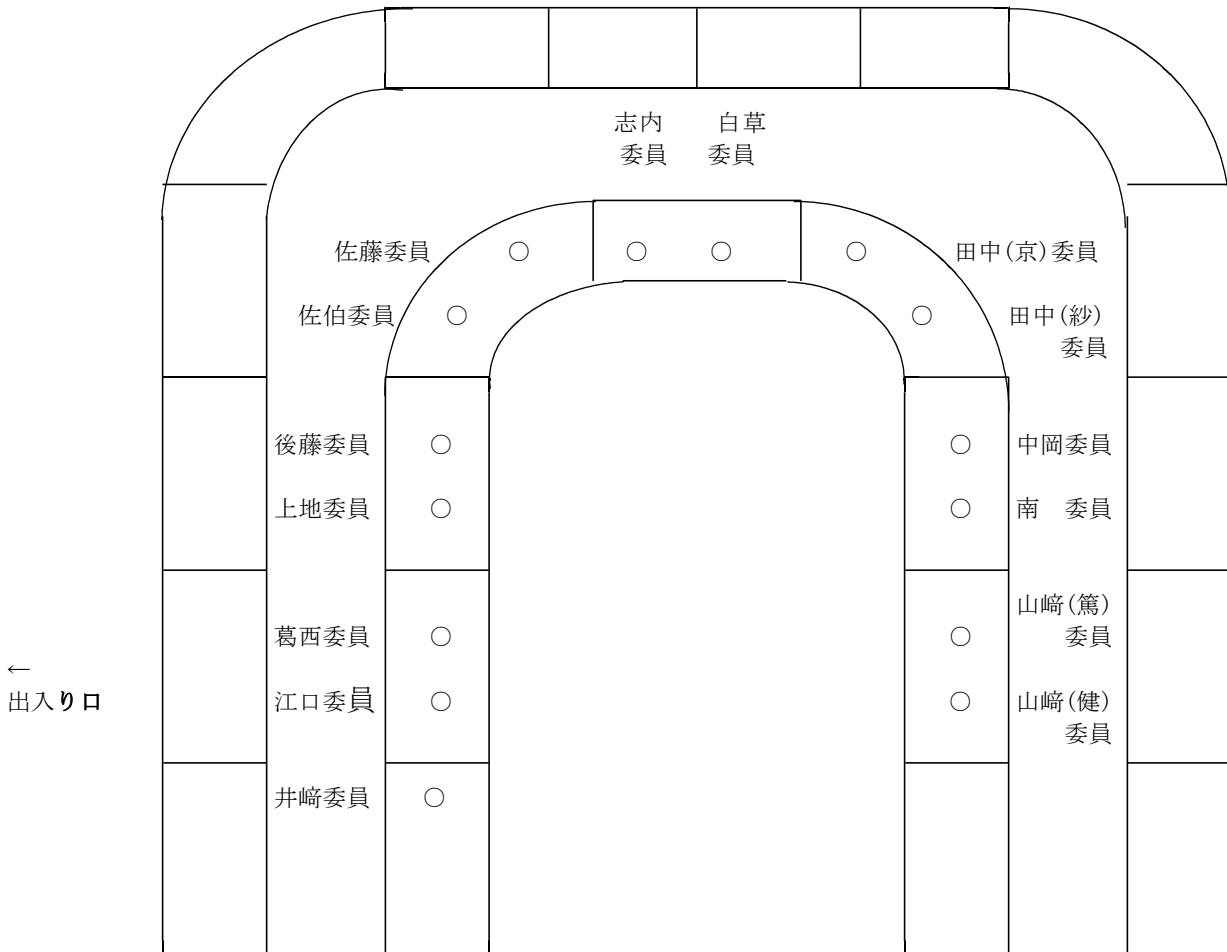 志内 白草
委員 委員
佐藤委員 ○ ○ ○ ○ 田中(京)委員
佐伯委員 ○ ○ 田中(紗)
委員
後藤委員 ○ ○ 中岡委員
上地委員 ○ ○ 南 委員
山﨑(篤)
葛西委員 ○ ○ 委員
←
出入り口 江口委員 ○ ○ 山﨑(健)
委員
井﨑委員 ○